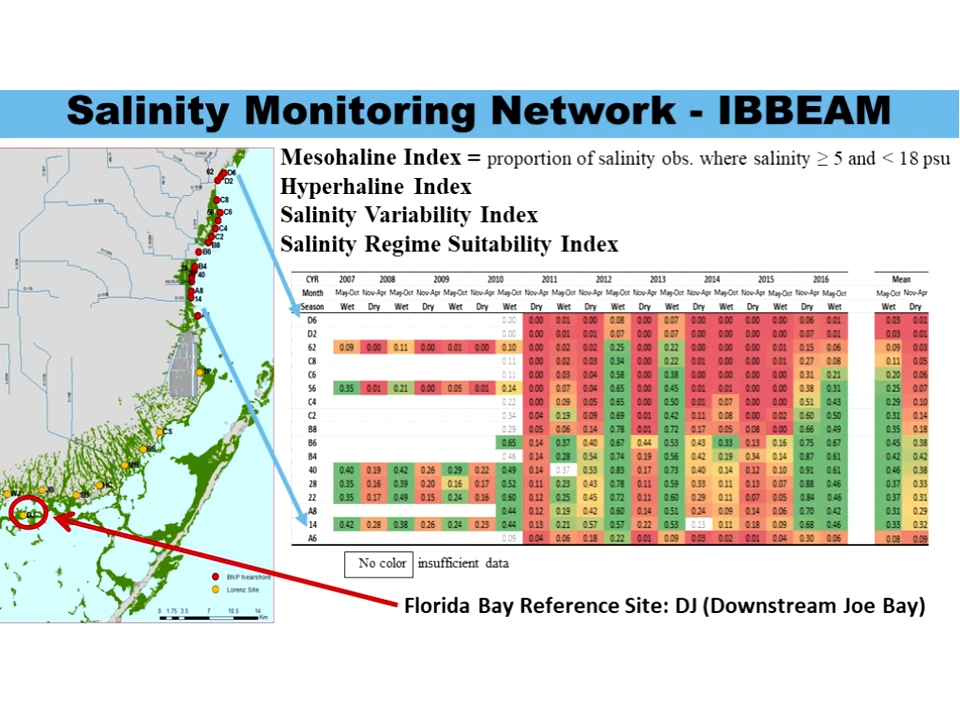 Salinity Monitoring Network - IBBEAM
Mesohaline Index = proportion of salinity obs. where salinity ≥ 5 and < 18 psu
Hyperhaline Index
Salinity Variability Index
Salinity Regime Suitability Index
CYR 2007 2008 2009 2010 2011 2012 2013 2014 2015 2016 Mean
Month May-Oct Nov-Apr May-Oct Nov-Apr May-Oct Nov-Apr May-Oct Nov-Apr May-Oct Nov-Apr May-Oct Nov-Apr May-Oct Nov-Apr May-Oct Nov-Apr May-Oct Nov-Apr May-Oct May-Oct Nov-Apr
Season Wet Dry Wet Dry Wet Dry Wet Dry Wet Dry Wet Dry Wet Dry Wet Dry Wet Dry Wet Wet Dry
D6 0.00 0.00 0.01 0.00 0.08 0.00 0.07 0.00 0.00 0.00 0.00 0.06 0.01 0.03 0.01
D2 0.00 0.00 0.01 0.00 0.07 0.00 0.07 0.00 0.00 0.00 0.00 0.07 0.01 0.03 0.01
62 0.09 0.00 0.11 0.00 0.01 0.00 0.10 0.00 0.02 0.02 0.25 0.00 0.22 0.00 0.01 0.00 0.00 0.15 0.06 0.09 0.03
C8 0.11 0.00 0.02 0.03 0.34 0.00 0.22 0.01 0.00 0.00 0.01 0.27 0.08 0.11 0.05
C6 0.11 0.00 0.03 0.04 0.58 0.00 0.38 0.01 0.00 0.00 0.00 0.31 0.21 0.20 0.06
56 0.35 0.01 0.21 0.00 0.05 0.01 0.14 0.00 0.07 0.04 0.65 0.00 0.45 0.01 0.01 0.00 0.00 0.38 0.31 0.25 0.07
C4 0.22 0.00 0.09 0.05 0.65 0.00 0.50 0.01 0.07 0.00 0.00 0.51 0.43 0.29 0.10
C2 0.34 0.04 0.19 0.09 0.69 0.01 0.42 0.11 0.08 0.00 0.02 0.60 0.50 0.31 0.14
B8 0.29 0.05 0.06 0.14 0.78 0.01 0.72 0.17 0.05 0.08 0.00 0.66 0.49 0.35 0.18
B6 0.65 0.14 0.37 0.40 0.67 0.44 0.53 0.43 0.33 0.13 0.16 0.75 0.67 0.45 0.38
B4 0.46 0.14 0.28 0.54 0.74 0.19 0.56 0.42 0.19 0.34 0.14 0.87 0.61 0.42 0.42
40 0.40 0.19 0.42 0.26 0.29 0.22 0.49 0.14 0.37 0.53 0.83 0.17 0.73 0.40 0.14 0.12 0.10 0.91 0.61 0.46 0.38
28 0.35 0.16 0.39 0.20 0.16 0.17 0.52 0.11 0.23 0.43 0.78 0.11 0.59 0.33 0.11 0.13 0.07 0.88 0.46 0.37 0.33
22 0.35 0.17 0.49 0.15 0.24 0.16 0.60 0.12 0.25 0.45 0.72 0.11 0.60 0.29 0.11 0.07 0.05 0.84 0.46 0.37 0.31
A8 0.44 0.12 0.19 0.42 0.60 0.14 0.51 0.24 0.09 0.14 0.06 0.70 0.42 0.31 0.29
14 0.42 0.28 0.38 0.26 0.24 0.23 0.44 0.13 0.21 0.57 0.57 0.22 0.53 0.13 0.11 0.18 0.09 0.68 0.46 0.33 0.32
A6 0.09 0.04 0.06 0.18 0.22 0.01 0.09 0.03 0.02 0.01 0.04 0.30 0.06 0.08 0.09
No color insufficient data
Florida Bay Reference Site: DJ (Downstream Joe Bay)
62 D6
D2
C8
C6
C4
C2
B8
B6
B4
40
A8
14
TP
CS
MB
HC
SB
BNP Nearshore
Lorenz Site
0 1.75 3.5 7 10.5 14
Km